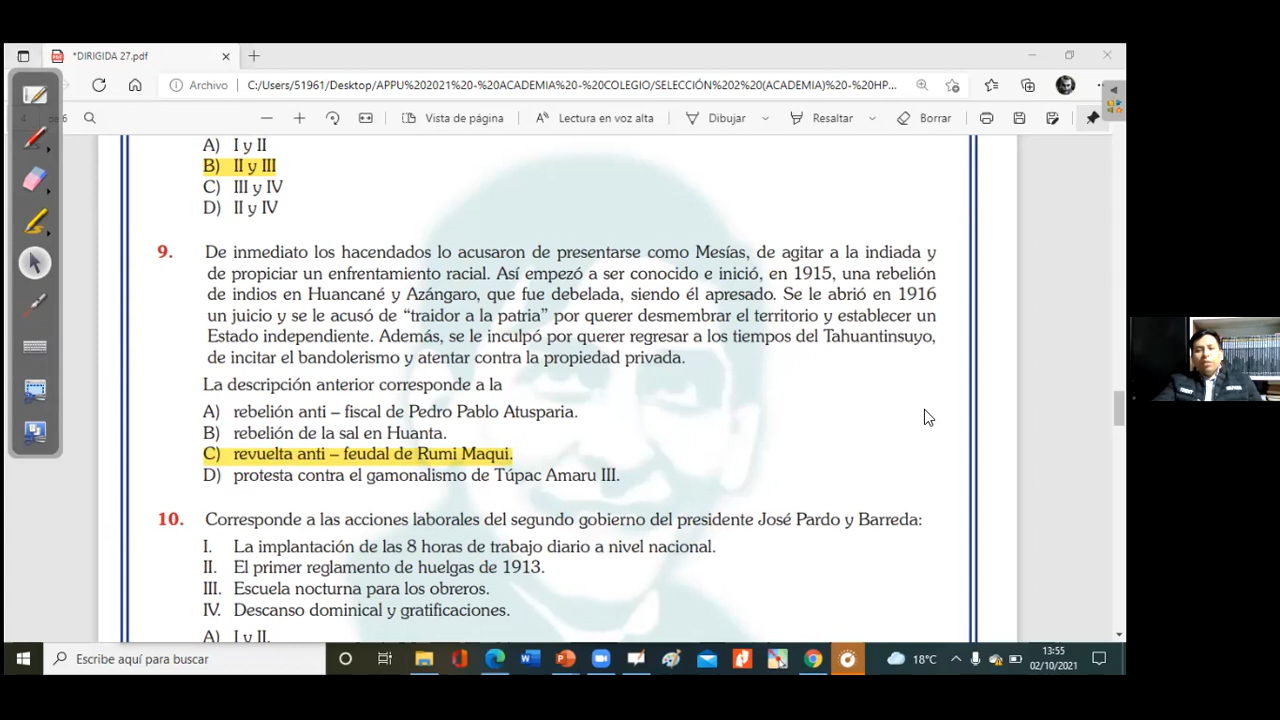 *DIRIGIDA 27.pdf
Archivo C:/Users/51961/Desktop/APPU%202021%20-%20ACADEMIA%20-%20COLEGIO/SELECCIÓN%202%20(ACADEMIA)%20-%20HP...
4 de 6 Vista de página Lectura en voz alta Dibujar Resaltar Borrar
A) I y II
B) II y III
C) III y IV
D) II y IV
9. De inmediato los hacendados lo acusaron de presentarse como Mesías, de agitar a la indiada y
de propiciar un enfrentamiento racial. Así empezó a ser conocido e inició, en 1915, una rebelión
de indios en Huancané y Azángaro, que fue debelada, siendo él apresado. Se le abrió en 1916
un juicio y se le acusó de “traidor a la patria” por querer desmembrar el territorio y establecer un
Estado independiente. Además, se le inculpó por querer regresar a los tiempos del Tahuantinsuyo,
de incitar el bandolerismo y atentar contra la propiedad privada.
La descripción anterior corresponde a la
A) rebelión anti – fiscal de Pedro Pablo Atusparia.
B) rebelión de la sal en Huanta.
C) revuelta anti – feudal de Rumi Maqui.
D) protesta contra el gamonalismo de Túpac Amaru III.
10. Corresponde a las acciones laborales del segundo gobierno del presidente José Pardo y Barreda:
I. La implantación de las 8 horas de trabajo diario a nivel nacional.
II. El primer reglamento de huelgas de 1913.
III. Escuela nocturna para los obreros.
IV. Descanso dominical y gratificaciones.
A) I y II.
Escribe aquí para buscar 18°C 13:55
02/10/2021